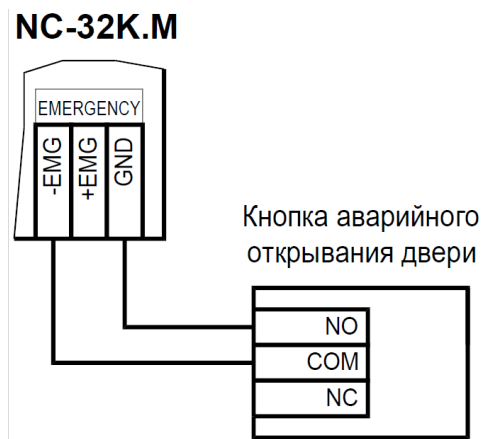 NC-32K.M
EMERGENCY
-EMG
+EMG
GND
Кнопка аварийного
открывания двери
NO
COM
NC